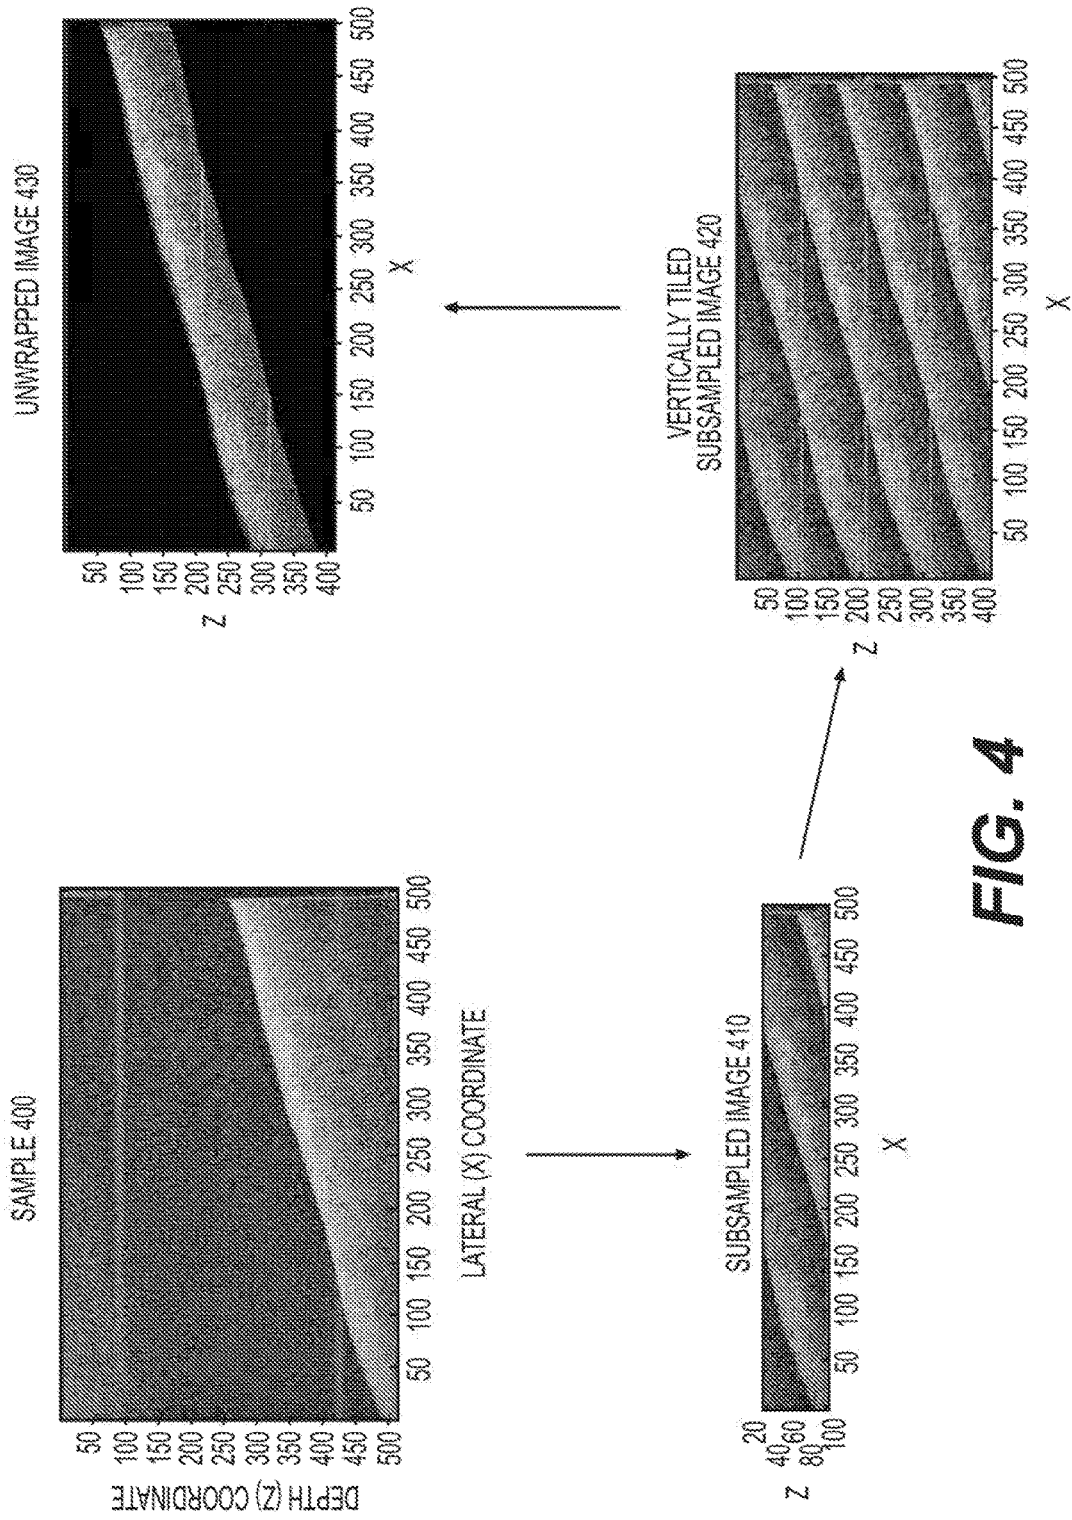 SAMPLE 400
DEPTH (Z) COORDINATE
50
100
150
200
250
300
350
400
450
500
50 100 150 200 250 300 350 400 450 500
LATERAL (X) COORDINATE
SUBSAMPLED IMAGE 410
Z
20
40
60
80
100
50 100 150 200 250 300 350 400 450 500
X
VERTICALLY TILED
SUBSAMPLED IMAGE 420
Z
50
100
150
200
250
300
350
400
50 100 150 200 250 300 350 400 450 500
X
UNWRAPPED IMAGE 430
Z
50
100
150
200
250
300
350
400
50 100 150 200 250 300 350 400 450 500
X
FIG. 4